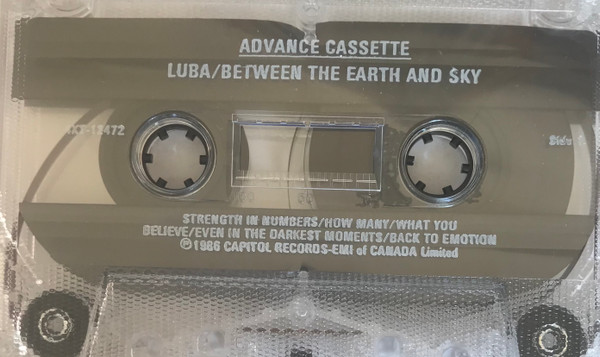 ADVANCE CASSETTE
LUBA/BETWEEN THE EARTH AND SKY
Side
STRENGTH IN NUMBERS/HOW MANY/WHAT YOU
BELIEVE/EVEN IN THE DARKEST MOMENTS/BACK TO EMOTION
℗1986 CAPITOL RECORDS-EMI of CANADA Limited